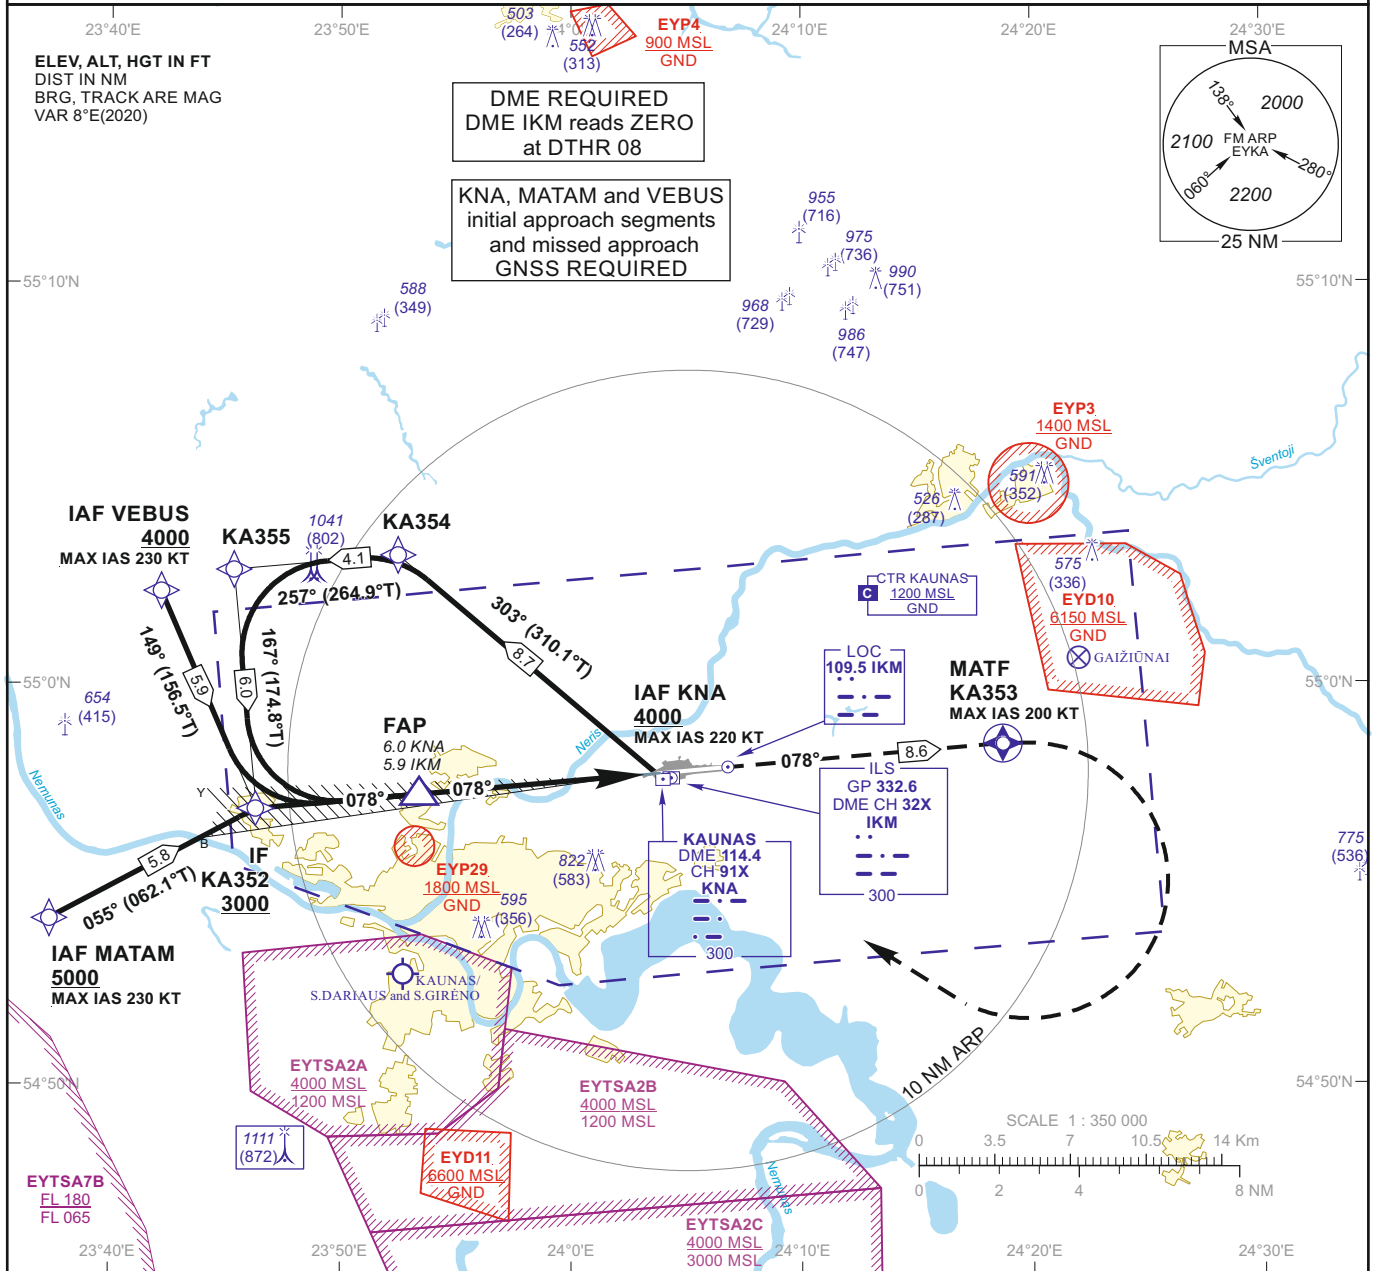 23°40'E
23°50'E
24°0'E
24°10'E
24°20'E
24°30'E
503
(264)
552
(313)
EYP4
900 MSL
GND
ELEV, ALT, HGT IN FT
DIST IN NM
BRG, TRACK ARE MAG
VAR 8°E(2020)
DME REQUIRED
DME IKM reads ZERO
at DTHR 08
KNA, MATAM and VEBUS
initial approach segments
and missed approach
GNSS REQUIRED
MSA
138°
2000
2100
FM ARP
EYKA
280°
060°
2200
25 NM
955
(716)
975
(736)
990
(751)
968
(729)
986
(747)
588
(349)
55°10'N
55°10'N
EYP3
1400 MSL
GND
591
(352)
526
(287)
Šventoji
575
(336)
EYD10
6150 MSL
GND
GAIŽIŪNAI
IAF VEBUS
4000
MAX IAS 230 KT
KA355
1041
(802)
KA354
4.1
257° (264.9°T)
303° (310.1°T)
8.7
149° (156.5°T)
5.9
167° (174.8°T)
6.0
C
CTR KAUNAS
1200 MSL
GND
LOC
109.5 IKM
55°0'N
55°0'N
654
(415)
FAP
6.0 KNA
5.9 IKM
IAF KNA
4000
MAX IAS 220 KT
MATF
KA353
MAX IAS 200 KT
Neris
078°
8.6
078°
078°
Y
B
Nemunas
ILS
GP 332.6
DME CH 32X
IKM
300
KAUNAS
DME 114.4
CH 91X
KNA
300
775
(536)
5.8
055° (062.1°T)
IF
KA352
3000
IAF MATAM
5000
MAX IAS 230 KT
EYP29
1800 MSL
GND
822
(583)
595
(356)
KAUNAS/
S.DARIAUS and S.GIRĖNO
10 NM ARP
54°50'N
54°50'N
EYTSA2A
4000 MSL
1200 MSL
EYTSA2B
4000 MSL
1200 MSL
1111
(872)
EYD11
6600 MSL
GND
EYTSA7B
FL 180
FL 065
EYTSA2C
4000 MSL
3000 MSL
Nemunas
SCALE 1 : 350 000
0
3.5
7
10.5
14 Km
0
2
4
8 NM
23°40'E
23°50'E
24°0'E
24°10'E
24°20'E
24°30'E